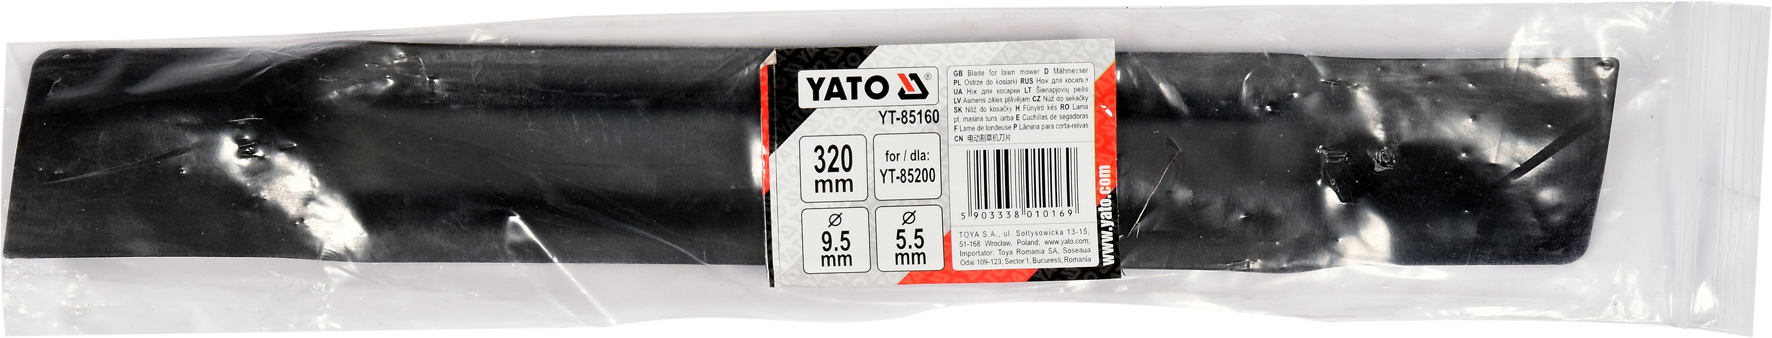 YATO ®
YT-85160
320
mm
for / dla:
YT-85200
Ø
9.5
mm
Ø
5.5
mm
GB Blade for lawn mower D Mähmesser
PL Ostrze do kosiarki RUS Нож для косилки
UA Ніж для косарки LT Šienapjovių peilis
LV Asmens zāles pļāvējam CZ Nůž do sekačky
SK Nôž do kosačky H Fűnyíró kés RO Lama
pt. masina tuns iarba E Cuchillas de segadoras
F Lame de tondeuse P Lâmina para corta-relvas
CN 电动割草机刀片
5 903338 010169
TOYA S.A., ul. Sołtysowicka 13-15,
51-168 Wrocław, Poland; www.yato.com;
Importator: Toya Romania SA, Soseaua
Odai 109-123, Sector 1, Bucuresti, Romania
www.yato.com